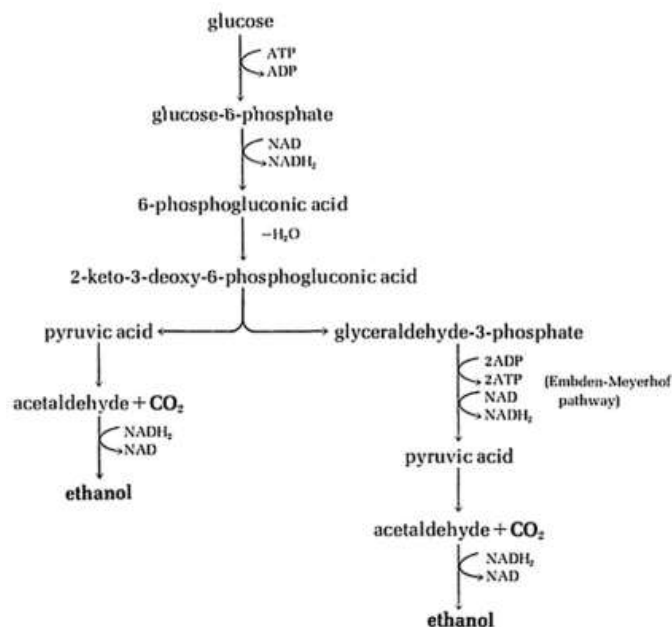 glucose
ATP
ADP
glucose-6-phosphate
NAD
NADH₂
6-phosphogluconic acid
–H₂O
2-keto-3-deoxy-6-phosphogluconic acid
pyruvic acid
glyceraldehyde-3-phosphate
2ADP
2ATP
(Embden-Meyerhof
pathway)
NAD
NADH₂
acetaldehyde + CO₂
NADH₂
NAD
ethanol
pyruvic acid
acetaldehyde + CO₂
NADH₂
NAD
ethanol